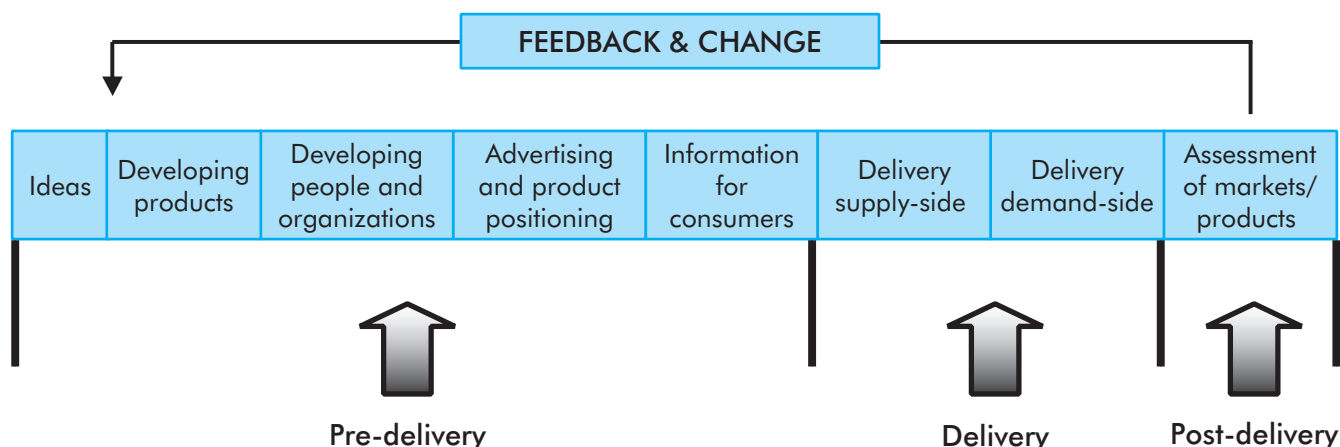 FEEDBACK & CHANGE
Ideas
Developing
products
Developing
people and
organizations
Advertising
and product
positioning
Information
for
consumers
Delivery
supply-side
Delivery
demand-side
Assessment
of markets/
products
Pre-delivery
Delivery
Post-delivery